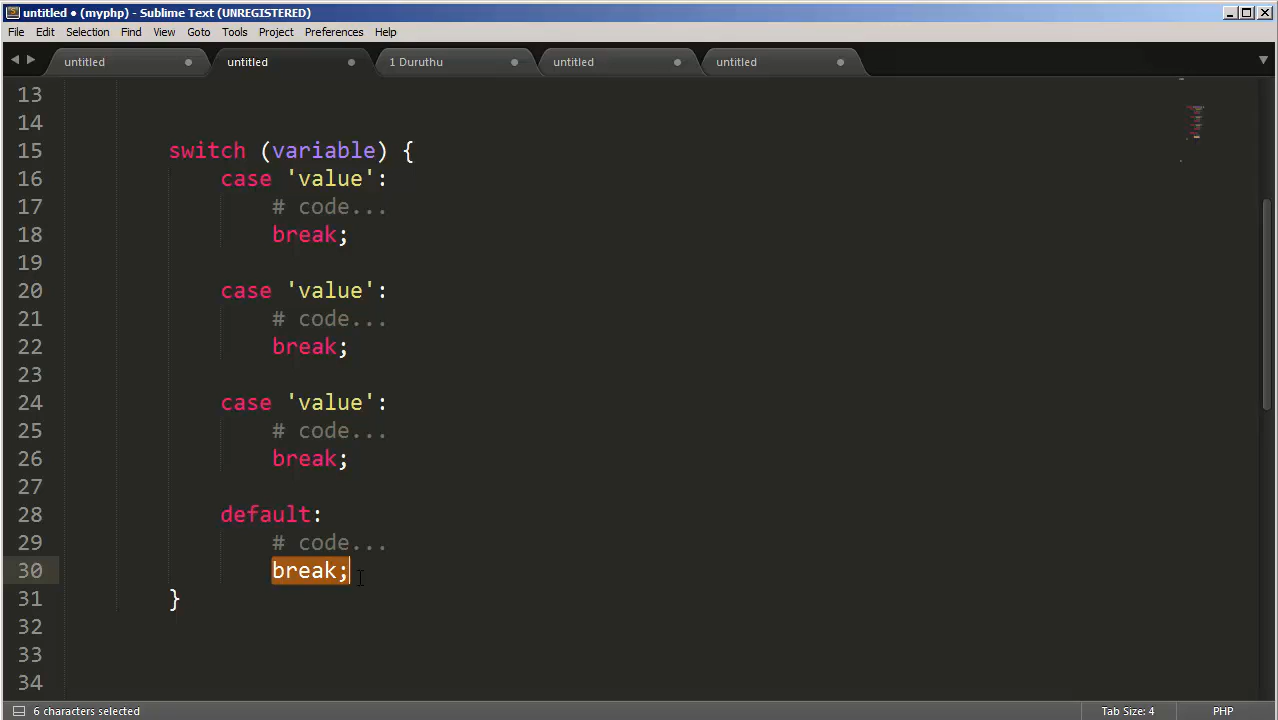 untitled • (myphp) - Sublime Text (UNREGISTERED)
File Edit Selection Find View Goto Tools Project Preferences Help
untitled untitled 1 Duruthu untitled untitled
13
14
15 switch (variable) {
16 case 'value':
17 # code...
18 break;
19
20 case 'value':
21 # code...
22 break;
23
24 case 'value':
25 # code...
26 break;
27
28 default:
29 # code...
30 break;
31 }
32
33
34
6 characters selected Tab Size: 4 PHP